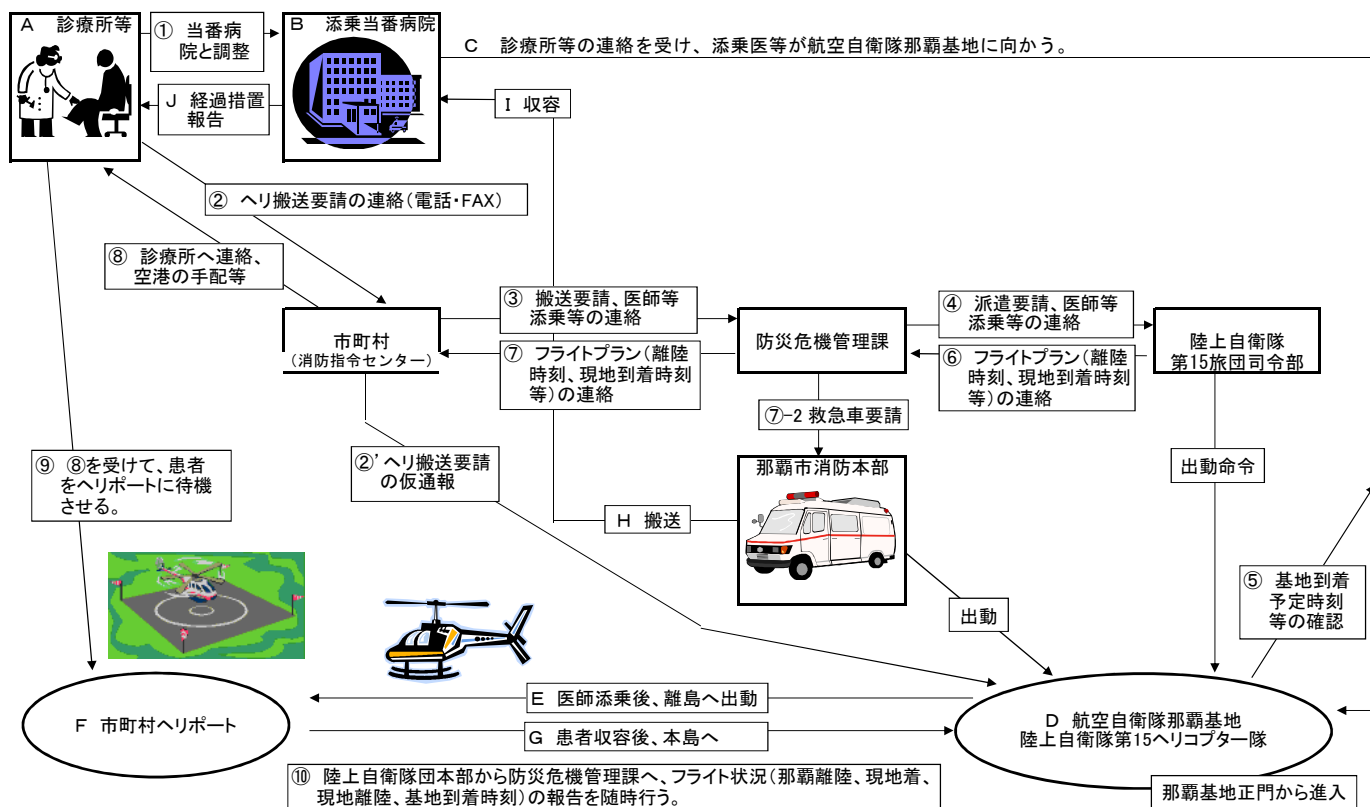 A 診療所等
① 当番病
院と調整
B 添乗当番病院
C 診療所等の連絡を受け、添乗医等が航空自衛隊那覇基地に向かう。
J 経過措置
報告
I 収容
② ヘリ搬送要請の連絡(電話・FAX)
⑧ 診療所へ連絡、
空港の手配等
市町村
(消防指令センター)
③ 搬送要請、医師等
添乗等の連絡
⑦ フライトプラン(離陸
時刻、現地到着時刻
等)の連絡
防災危機管理課
④ 派遣要請、医師等
添乗等の連絡
⑥ フライトプラン(離陸
時刻、現地到着時刻
等)の連絡
陸上自衛隊
第15旅団司令部
⑦-2 救急車要請
⑨ ⑧を受けて、患者
をヘリポートに待機
させる。
②’ヘリ搬送要請
の仮通報
那覇市消防本部
出動命令
H 搬送
⑤ 基地到着
予定時刻
等の確認
出動
E 医師添乗後、離島へ出動
F 市町村ヘリポート
G 患者収容後、本島へ
D 航空自衛隊那覇基地
陸上自衛隊第15ヘリコプター隊
⑩ 陸上自衛隊団本部から防災危機管理課へ、フライト状況(那覇離陸、現地着、
現地離陸、基地到着時刻)の報告を随時行う。
那覇基地正門から進入